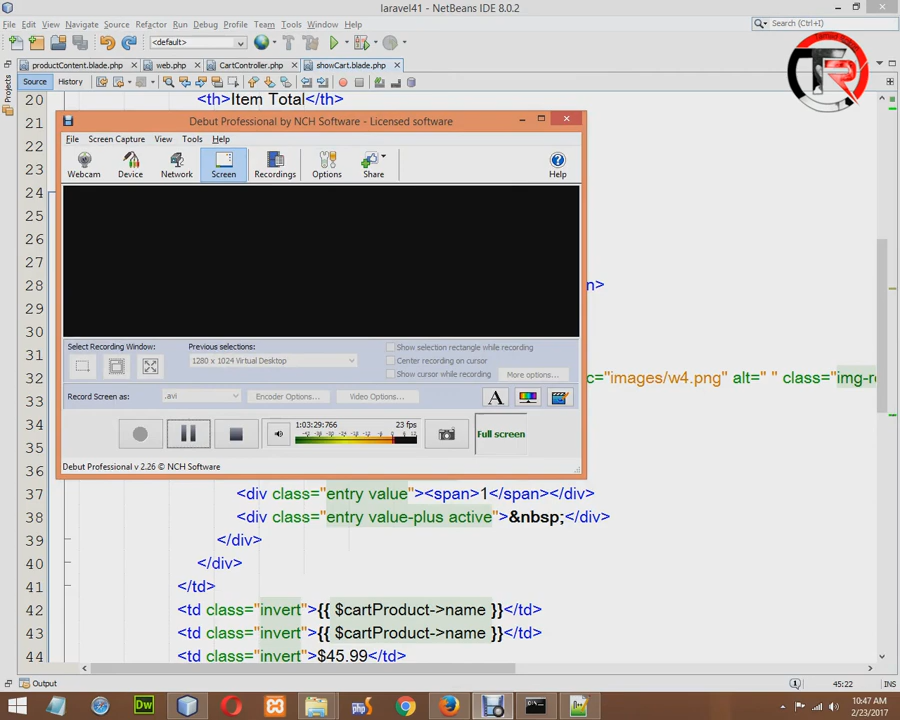 laravel41 - NetBeans IDE 8.0.2
File Edit View Navigate Source Refactor Run Debug Profile Team Tools Window Help
<default>
Search (Ctrl+I)
productContent.blade.php web.php CartController.php showCart.blade.php
Source History
Projects
20 <th>Item Total</th>
21
Debut Professional by NCH Software - Licensed software
22
File Screen Capture View Tools Help
23
Webcam Device Network Screen Recordings Options Share Help
24
25
26
27
28 n>
29
30
31
Select Recording Window: Previous selections: Show selection rectangle while recording
1280 x 1024 Virtual Desktop Center recording on cursor
Show cursor while recording More options...
32 c="images/w4.png" alt=" " class="img-re
33
Record Screen as: .avi Encoder Options... Video Options...
34
1:03:29:766 23 fps
Full screen
35
Debut Professional v 2.26 © NCH Software
36
37 <div class="entry value"><span>1</span></div>
38 <div class="entry value-plus active">&nbsp;</div>
39 </div>
40 </div>
41 </td>
42 <td class="invert">{{ $cartProduct->name }}</td>
43 <td class="invert">{{ $cartProduct->name }}</td>
44 <td class="invert">$45.99</td>
Output
45:22 INS
10:47 AM
2/23/2017